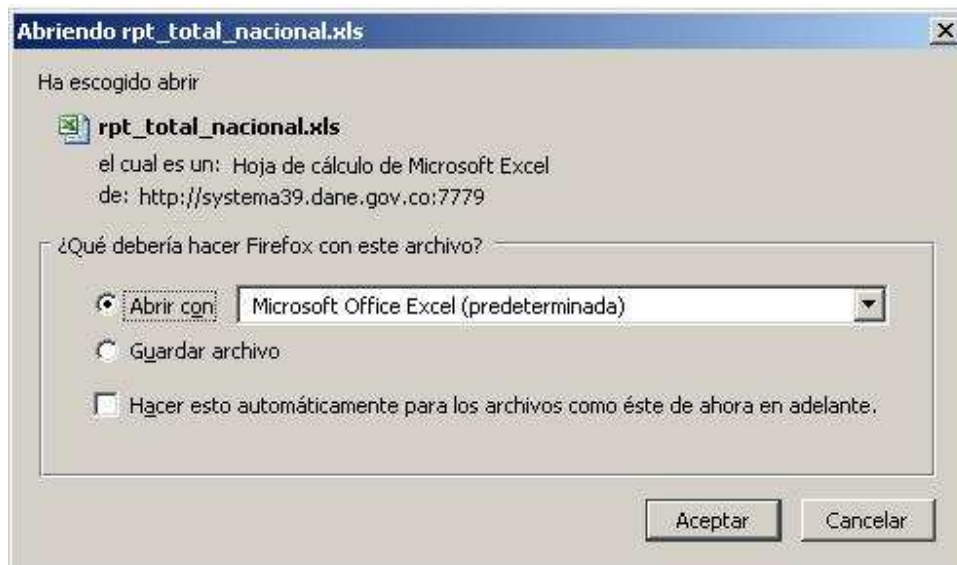 Abriendo rpt_total_nacional.xls
Ha escogido abrir
rpt_total_nacional.xls
el cual es un: Hoja de cálculo de Microsoft Excel
de: http://systema39.dane.gov.co:7779
¿Qué debería hacer Firefox con este archivo?
Abrir con Microsoft Office Excel (predeterminada)
Guardar archivo
Hacer esto automáticamente para los archivos como éste de ahora en adelante.
Aceptar Cancelar